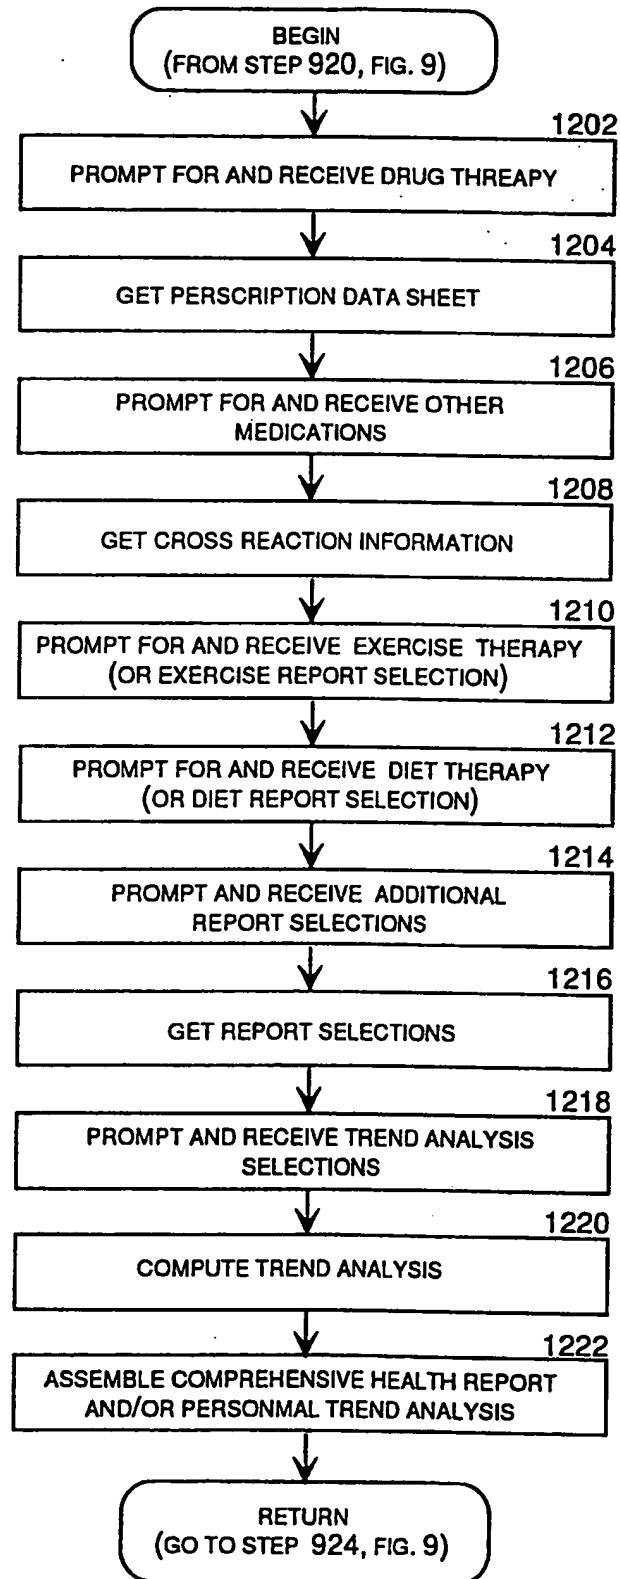 BEGIN
(FROM STEP 920, FIG. 9)
1202
PROMPT FOR AND RECEIVE DRUG THREAPY
1204
GET PERSCRIPTION DATA SHEET
1206
PROMPT FOR AND RECEIVE OTHER
MEDICATIONS
1208
GET CROSS REACTION INFORMATION
1210
PROMPT FOR AND RECEIVE EXERCISE THERAPY
(OR EXERCISE REPORT SELECTION)
1212
PROMPT FOR AND RECEIVE DIET THERAPY
(OR DIET REPORT SELECTION)
1214
PROMPT AND RECEIVE ADDITIONAL
REPORT SELECTIONS
1216
GET REPORT SELECTIONS
1218
PROMPT AND RECEIVE TREND ANALYSIS
SELECTIONS
1220
COMPUTE TREND ANALYSIS
1222
ASSEMBLE COMPREHENSIVE HEALTH REPORT
AND/OR PERSONMAL TREND ANALYSIS
RETURN
(GO TO STEP 924, FIG. 9)